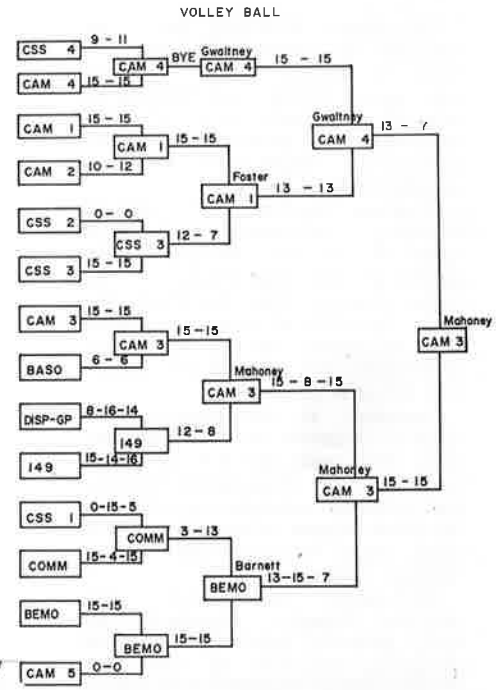 VOLLEY BALL
CSS 4
9 - 11
CAM 4
15 - 15
CAM 4
BYE
Gwaltney
CAM 4
15 - 15
CAM 1
15 - 15
CAM 2
10 - 12
CAM 1
15 - 15
Gwaltney
CAM 4
13 - 7
Foster
CAM 1
13 - 13
CSS 2
0 - 0
CSS 3
15 - 15
CSS 3
12 - 7
CAM 3
15 - 15
BASO
6 - 6
CAM 3
15 - 15
Mahoney
CAM 3
Mahoney
CAM 3
15 - 8 - 15
DISP-GP
8-16-14
149
15-14-16
149
12-8
Mahoney
CAM 3
15 - 15
CSS 1
0-15-5
COMM
15-4-15
COMM
3 - 13
Barnett
BEMO
13-15-7
BEMO
15-15
CAM 5
0-0
BEMO
15-15